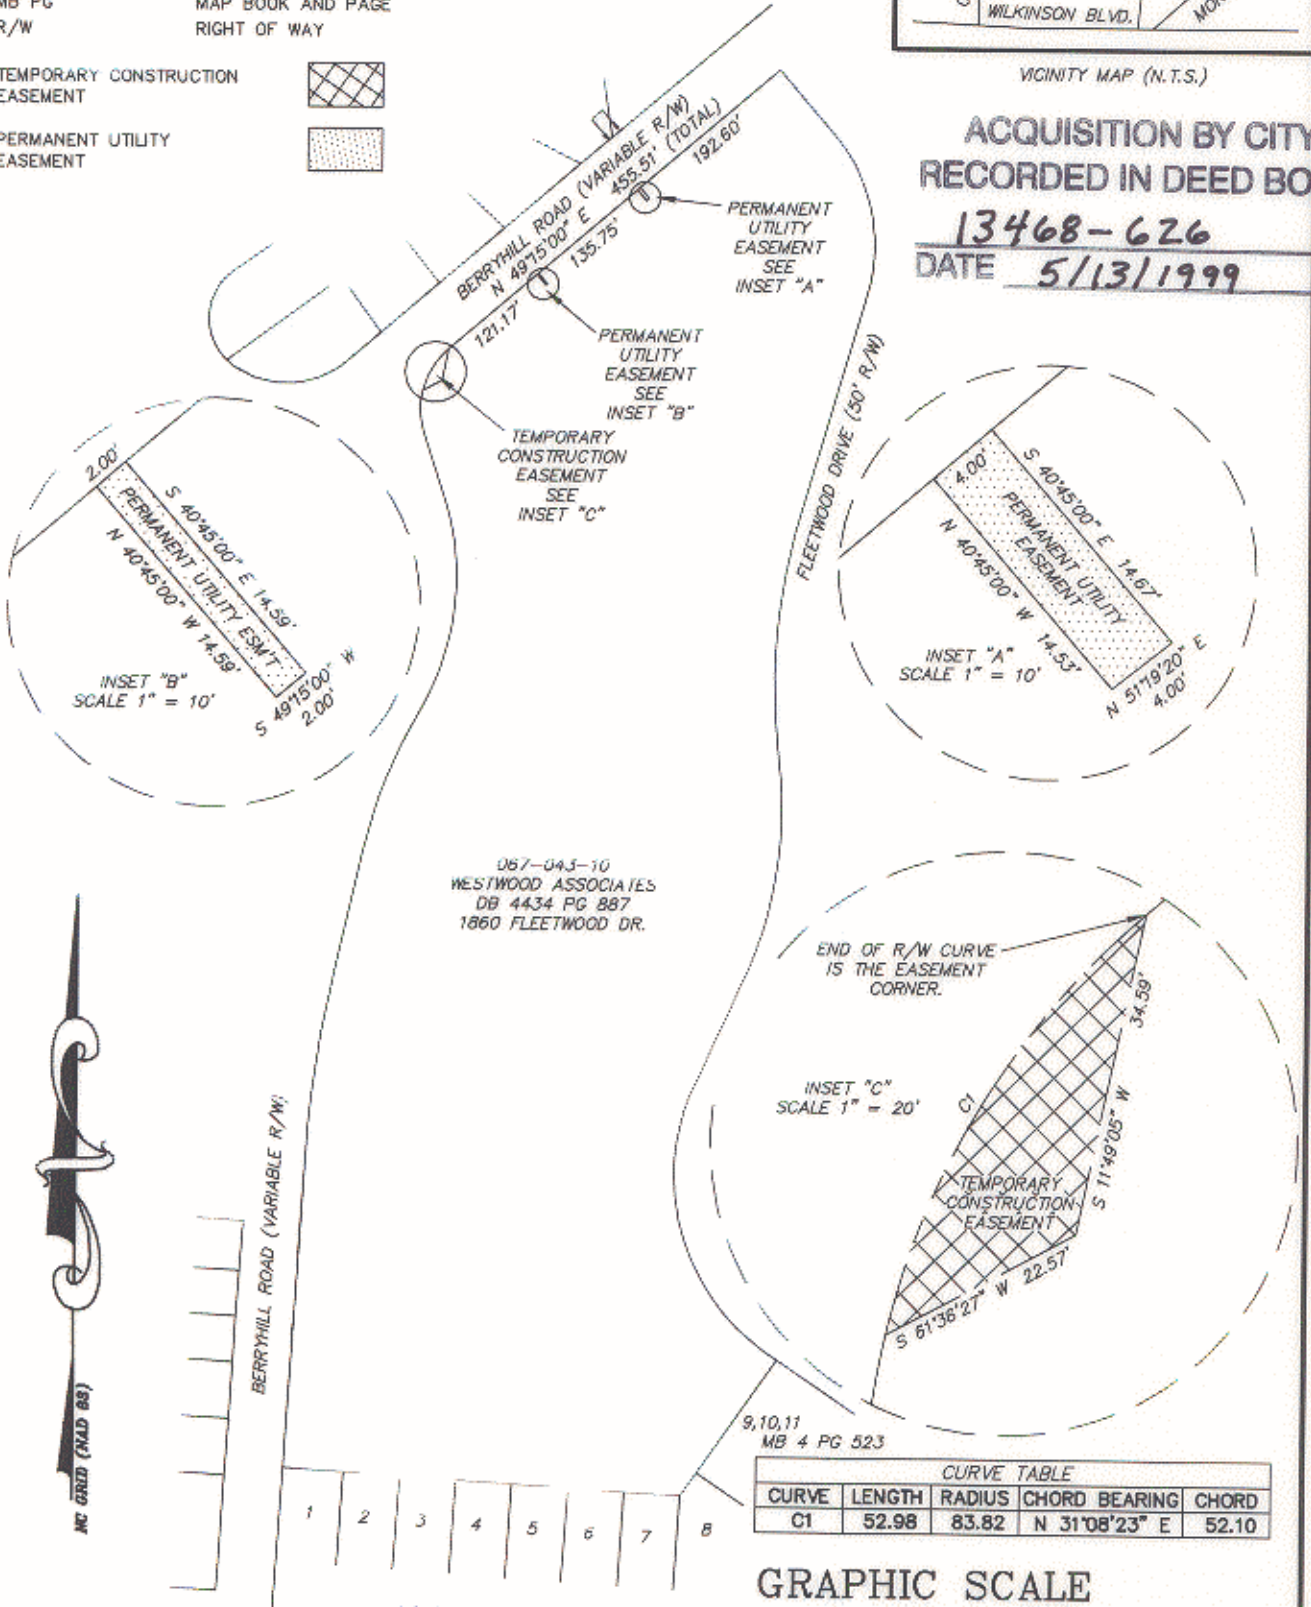 MB PG
MAP BOOK AND PAGE
R/W
RIGHT OF WAY
TEMPORARY CONSTRUCTION
EASEMENT
PERMANENT UTILITY
EASEMENT
WILKINSON BLVD.
VICINITY MAP (N.T.S.)
ACQUISITION BY CITY
RECORDED IN DEED BO
13468-626
DATE 5/13/1999
BERRYHILL ROAD (VARIABLE R/W)
N 49°15'00" E 455.51' (TOTAL)
192.60'
135.75'
121.17'
PERMANENT
UTILITY
EASEMENT
SEE
INSET "A"
PERMANENT
UTILITY
EASEMENT
SEE
INSET "B"
TEMPORARY
CONSTRUCTION
EASEMENT
SEE
INSET "C"
FLEETWOOD DRIVE (50' R/W)
2.00'
S 40°45'00" E 14.59'
PERMANENT UTILITY ESM'T
N 40°45'00" W 14.59'
S 49°15'00" W
2.00'
INSET "B"
SCALE 1" = 10'
4.00'
S 40°45'00" E 14.67'
PERMANENT UTILITY
EASEMENT
N 40°45'00" W 14.53'
N 51°19'20" E
4.00'
INSET "A"
SCALE 1" = 10'
067-043-10
WESTWOOD ASSOCIATES
DB 4434 PG 887
1860 FLEETWOOD DR.
END OF R/W CURVE
IS THE EASEMENT
CORNER.
34.59'
INSET "C"
SCALE 1" = 20'
C1
S 11°49'05" W
TEMPORARY
CONSTRUCTION
EASEMENT
S 61°36'27" W 22.57'
BERRYHILL ROAD (VARIABLE R/W)
NC GRID (NAD 83)
9,10,11
MB 4 PG 523
1 2 3 4 5 6 7 8
CURVE TABLE
CURVE LENGTH RADIUS CHORD BEARING CHORD
C1 52.98 83.82 N 31°08'23" E 52.10
GRAPHIC SCALE